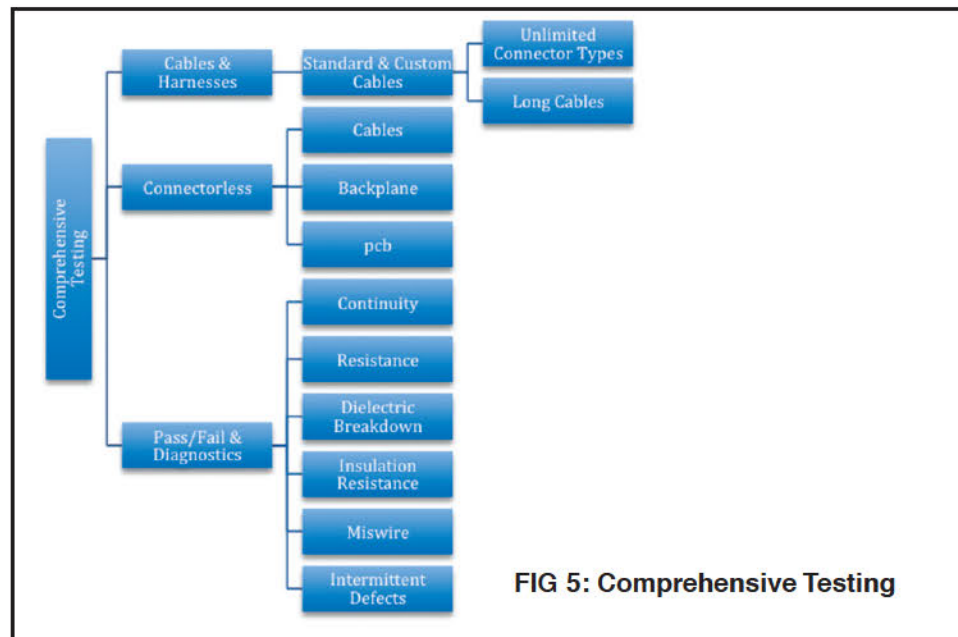 Comprehensive
Testing
Cables &
Harnesses
Standard & Custom
Cables
Unlimited
Connector Types
Long Cables
Connectorless
Cables
Backplane
pcb
Pass/Fail &
Diagnostics
Continuity
Resistance
Dielectric
Breakdown
Insulation
Resistance
Miswire
Intermittent
Defects
FIG 5: Comprehensive Testing